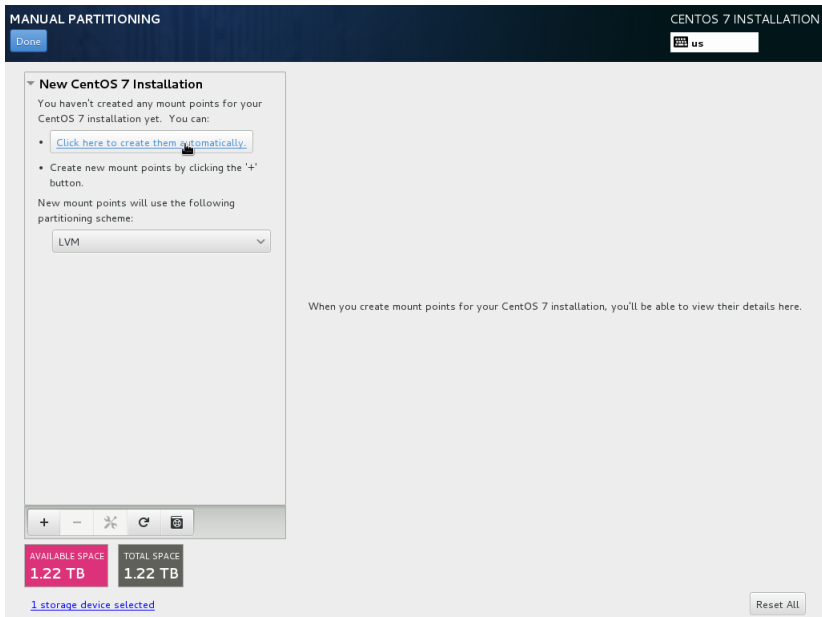 MANUAL PARTITIONING
CENTOS 7 INSTALLATION
Done
us
New CentOS 7 Installation
You haven't created any mount points for your
CentOS 7 installation yet. You can:
• Click here to create them automatically.
• Create new mount points by clicking the '+'
button.
New mount points will use the following
partitioning scheme:
LVM
When you create mount points for your CentOS 7 installation, you'll be able to view their details here.
AVAILABLE SPACE
1.22 TB
TOTAL SPACE
1.22 TB
1 storage device selected
Reset All